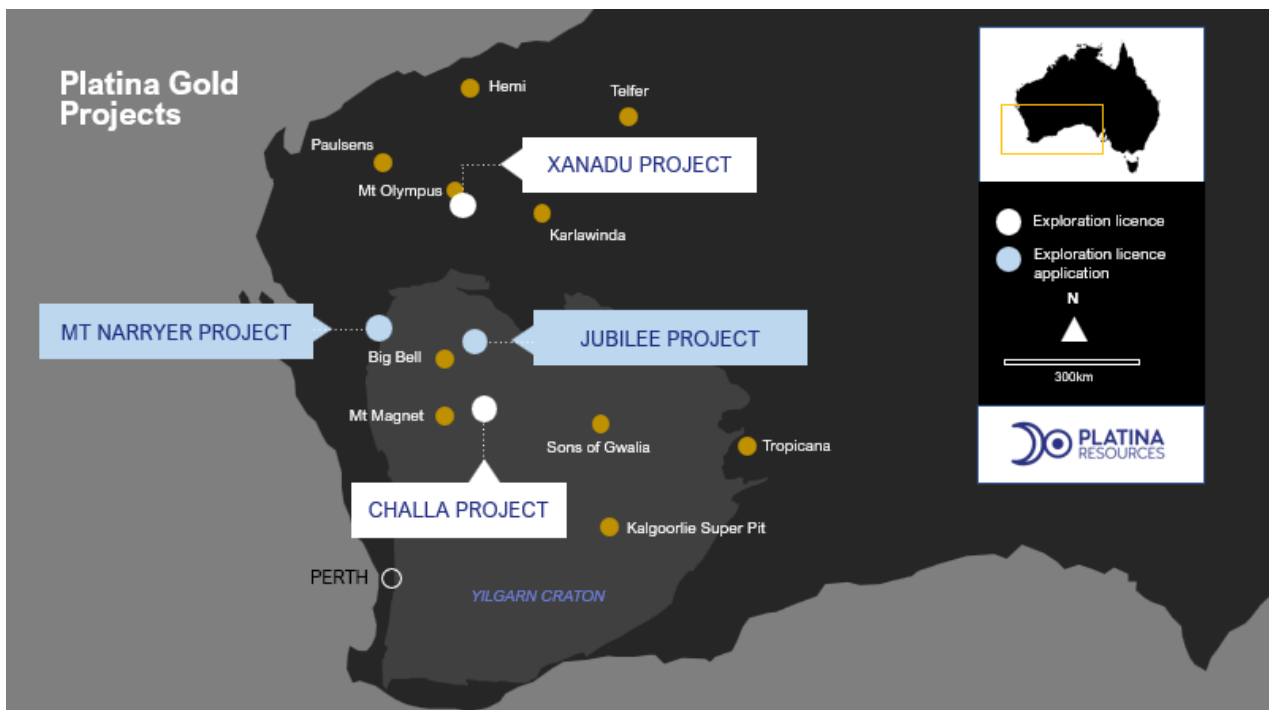 Platina Gold
Projects
Hemi
Telfer
Paulsens
XANADU PROJECT
Mt Olympus
Karlawinda
MT NARRYER PROJECT
JUBILEE PROJECT
Big Bell
Mt Magnet
Sons of Gwalia
Tropicana
CHALLA PROJECT
Kalgoorlie Super Pit
PERTH
YILGARN CRATON
Exploration licence
Exploration licence
application
N
300km
PLATINA
RESOURCES